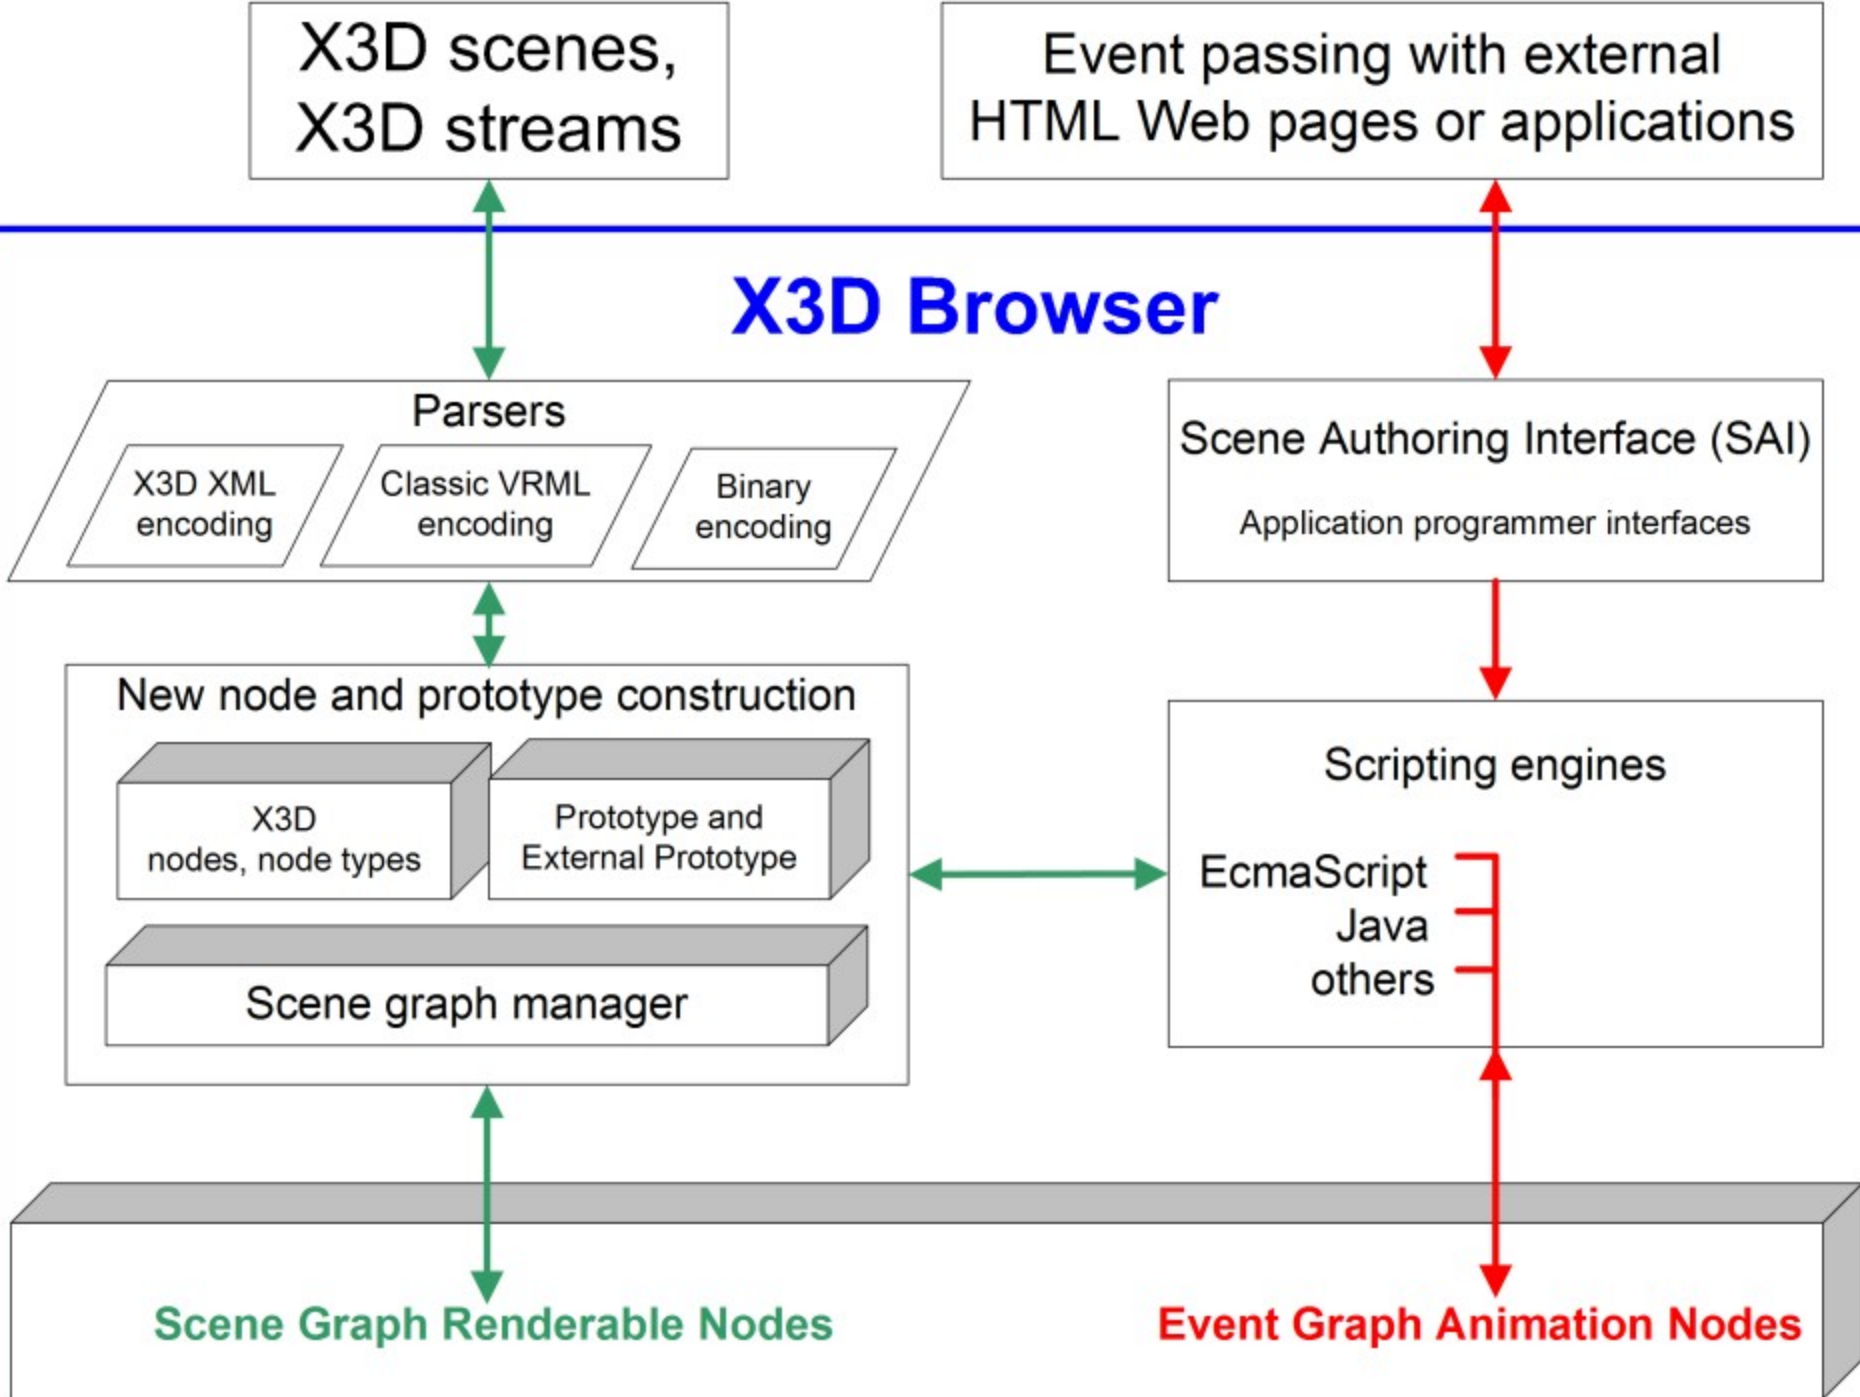 X3D scenes,
X3D streams
Event passing with external
HTML Web pages or applications
X3D Browser
Parsers
X3D XML
encoding
Classic VRML
encoding
Binary
encoding
Scene Authoring Interface (SAI)
Application programmer interfaces
New node and prototype construction
X3D
nodes, node types
Prototype and
External Prototype
Scene graph manager
Scripting engines
EcmaScript
Java
others
Scene Graph Renderable Nodes
Event Graph Animation Nodes